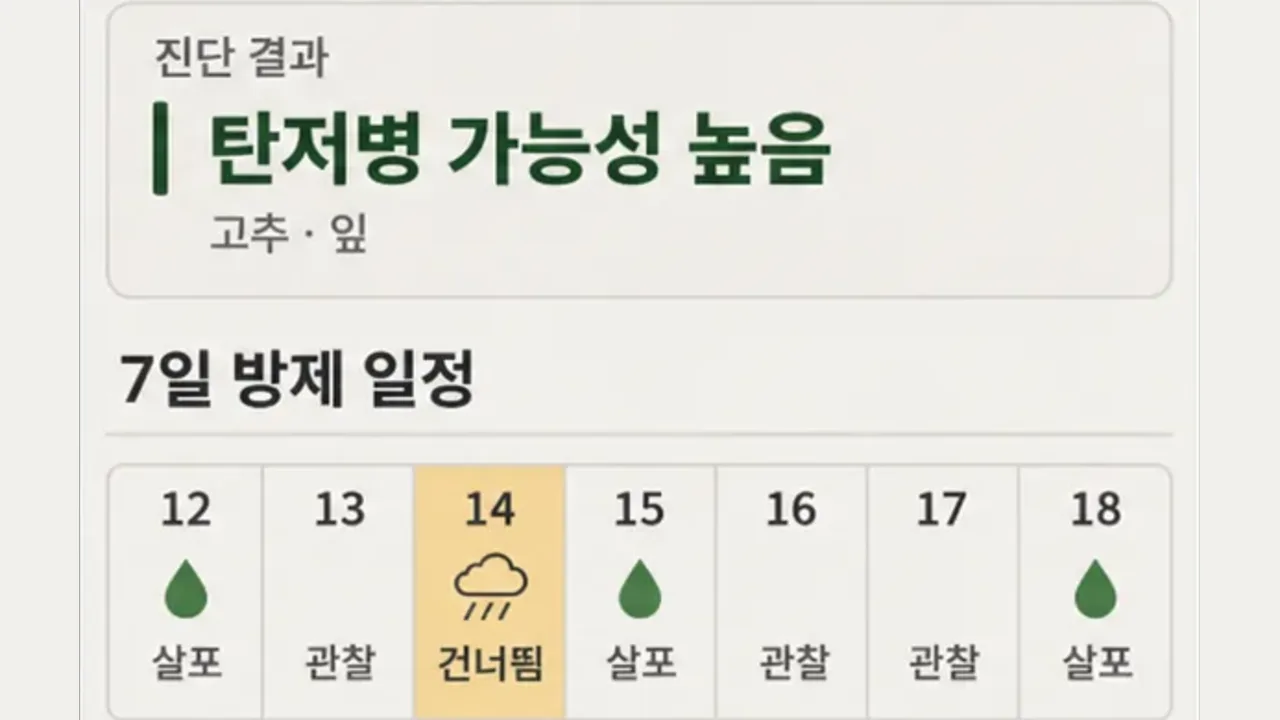 진단 결과
탄저병 가능성 높음
고추 · 잎
7일 방제 일정
12 13 14 15 16 17 18
살포 관찰 건너뜀 살포 관찰 관찰 살포